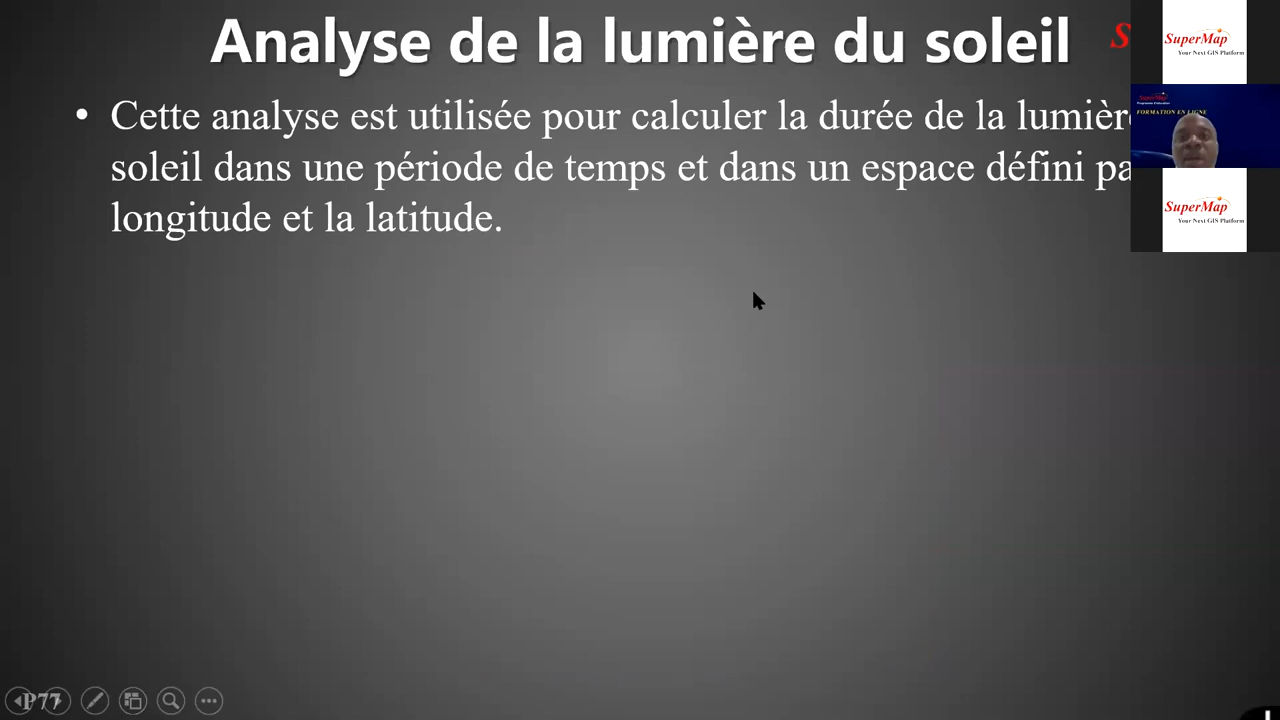 Analyse de la lumière du soleil
S
SuperMap
Your Next GIS Platform
• Cette analyse est utilisée pour calculer la durée de la
soleil dans une période de temps et dans un espace défini
longitude et la latitude.
SuperMap
FORMATION EN LIGNE
SuperMap
Your Next GIS Platform
P77